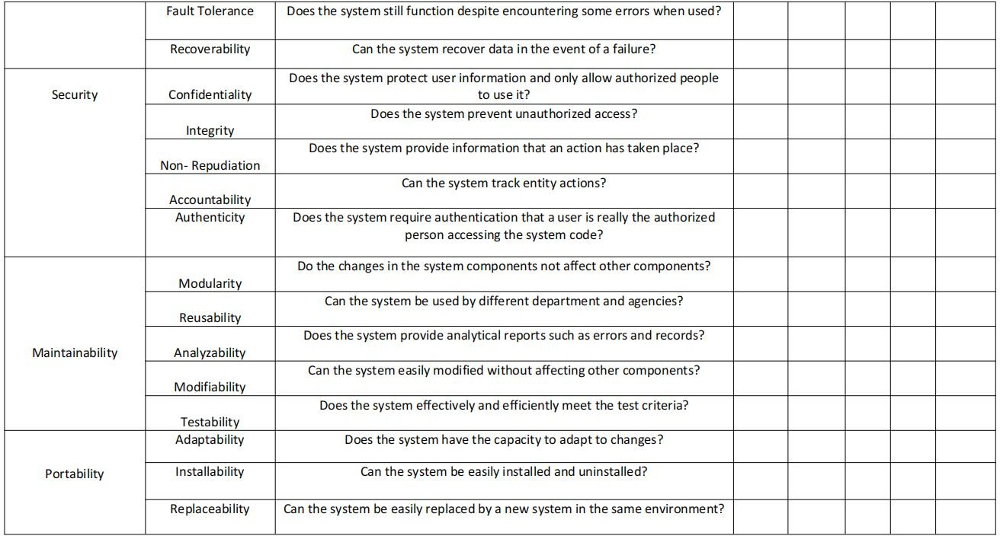 Fault Tolerance
Does the system still function despite encountering some errors when used?
Recoverability
Can the system recover data in the event of a failure?
Security
Confidentiality
Does the system protect user information and only allow authorized people
to use it?
Integrity
Does the system prevent unauthorized access?
Non- Repudiation
Does the system provide information that an action has taken place?
Accountability
Can the system track entity actions?
Authenticity
Does the system require authentication that a user is really the authorized
person accessing the system code?
Maintainability
Modularity
Do the changes in the system components not affect other components?
Reusability
Can the system be used by different department and agencies?
Analyzability
Does the system provide analytical reports such as errors and records?
Modifiability
Can the system easily modified without affecting other components?
Testability
Does the system effectively and efficiently meet the test criteria?
Portability
Adaptability
Does the system have the capacity to adapt to changes?
Installability
Can the system be easily installed and uninstalled?
Replaceability
Can the system be easily replaced by a new system in the same environment?